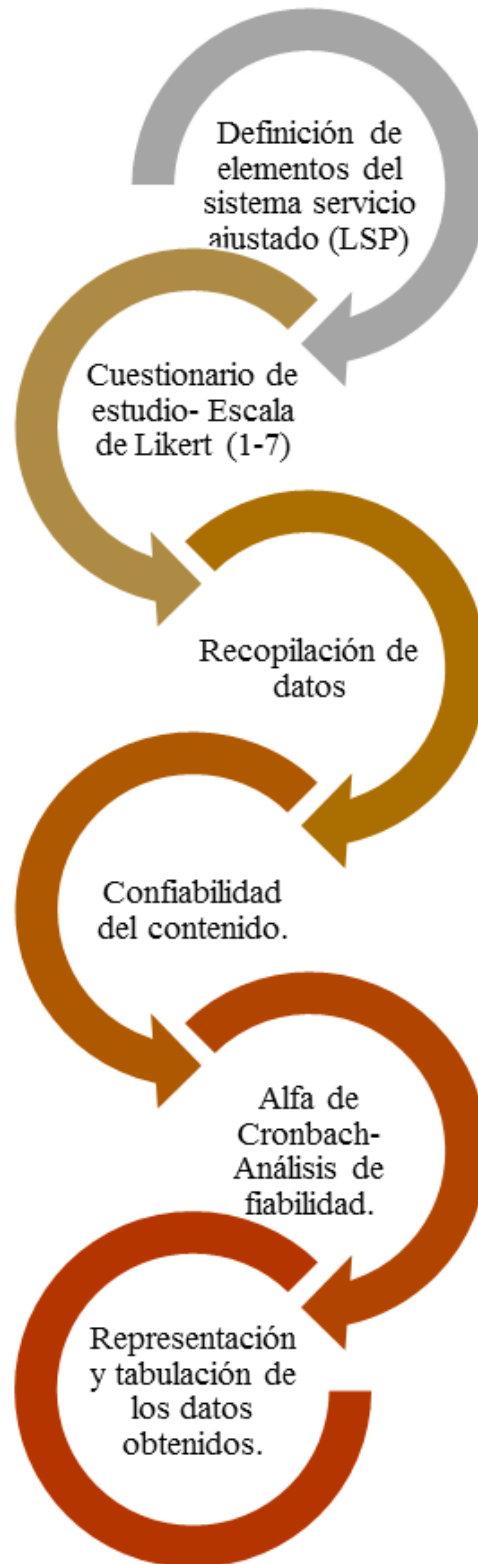 Definición de
elementos del
sistema servicio
ajustado (LSP)
Cuestionario de
estudio- Escala
de Likert (1-7)
Recopilación de
datos
Confiabilidad
del contenido.
Alfa de
Cronbach-
Análisis de
fiabilidad.
Representación
y tabulación de
los datos
obtenidos.